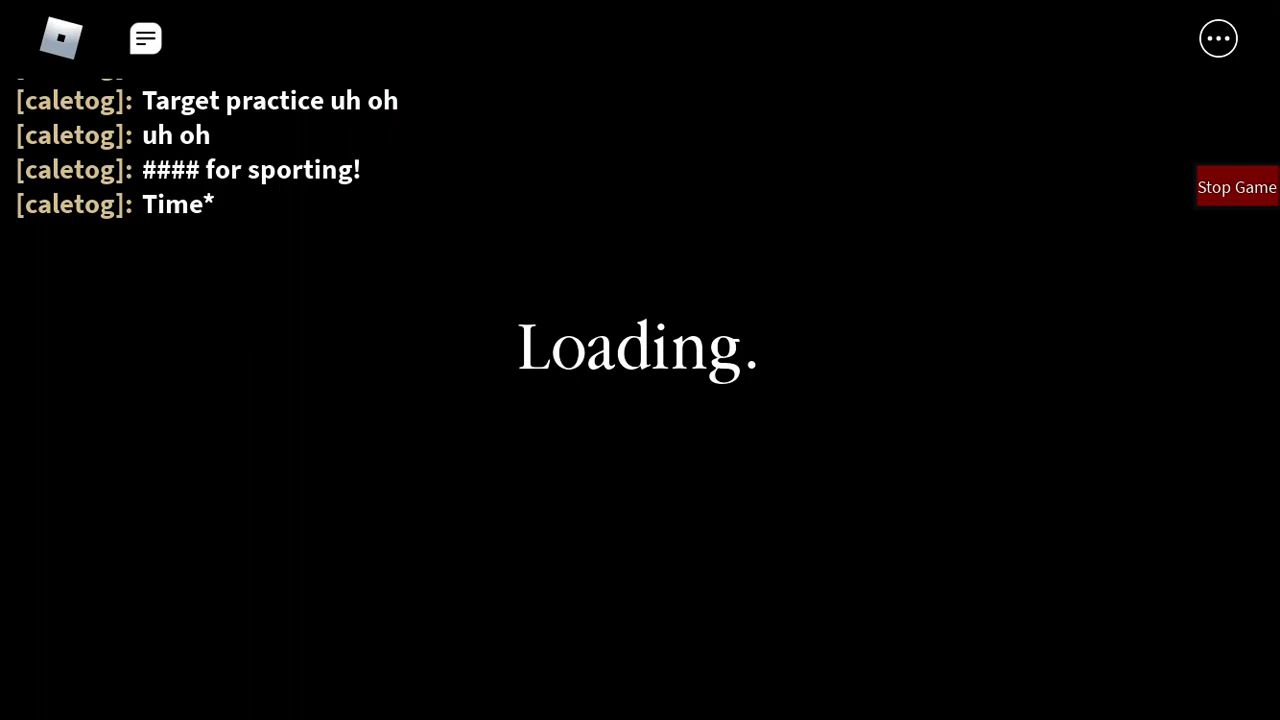 [caletog]: Target practice uh oh
[caletog]: uh oh
[caletog]: #### for sporting!
[caletog]: Time*
Stop Game
Loading.